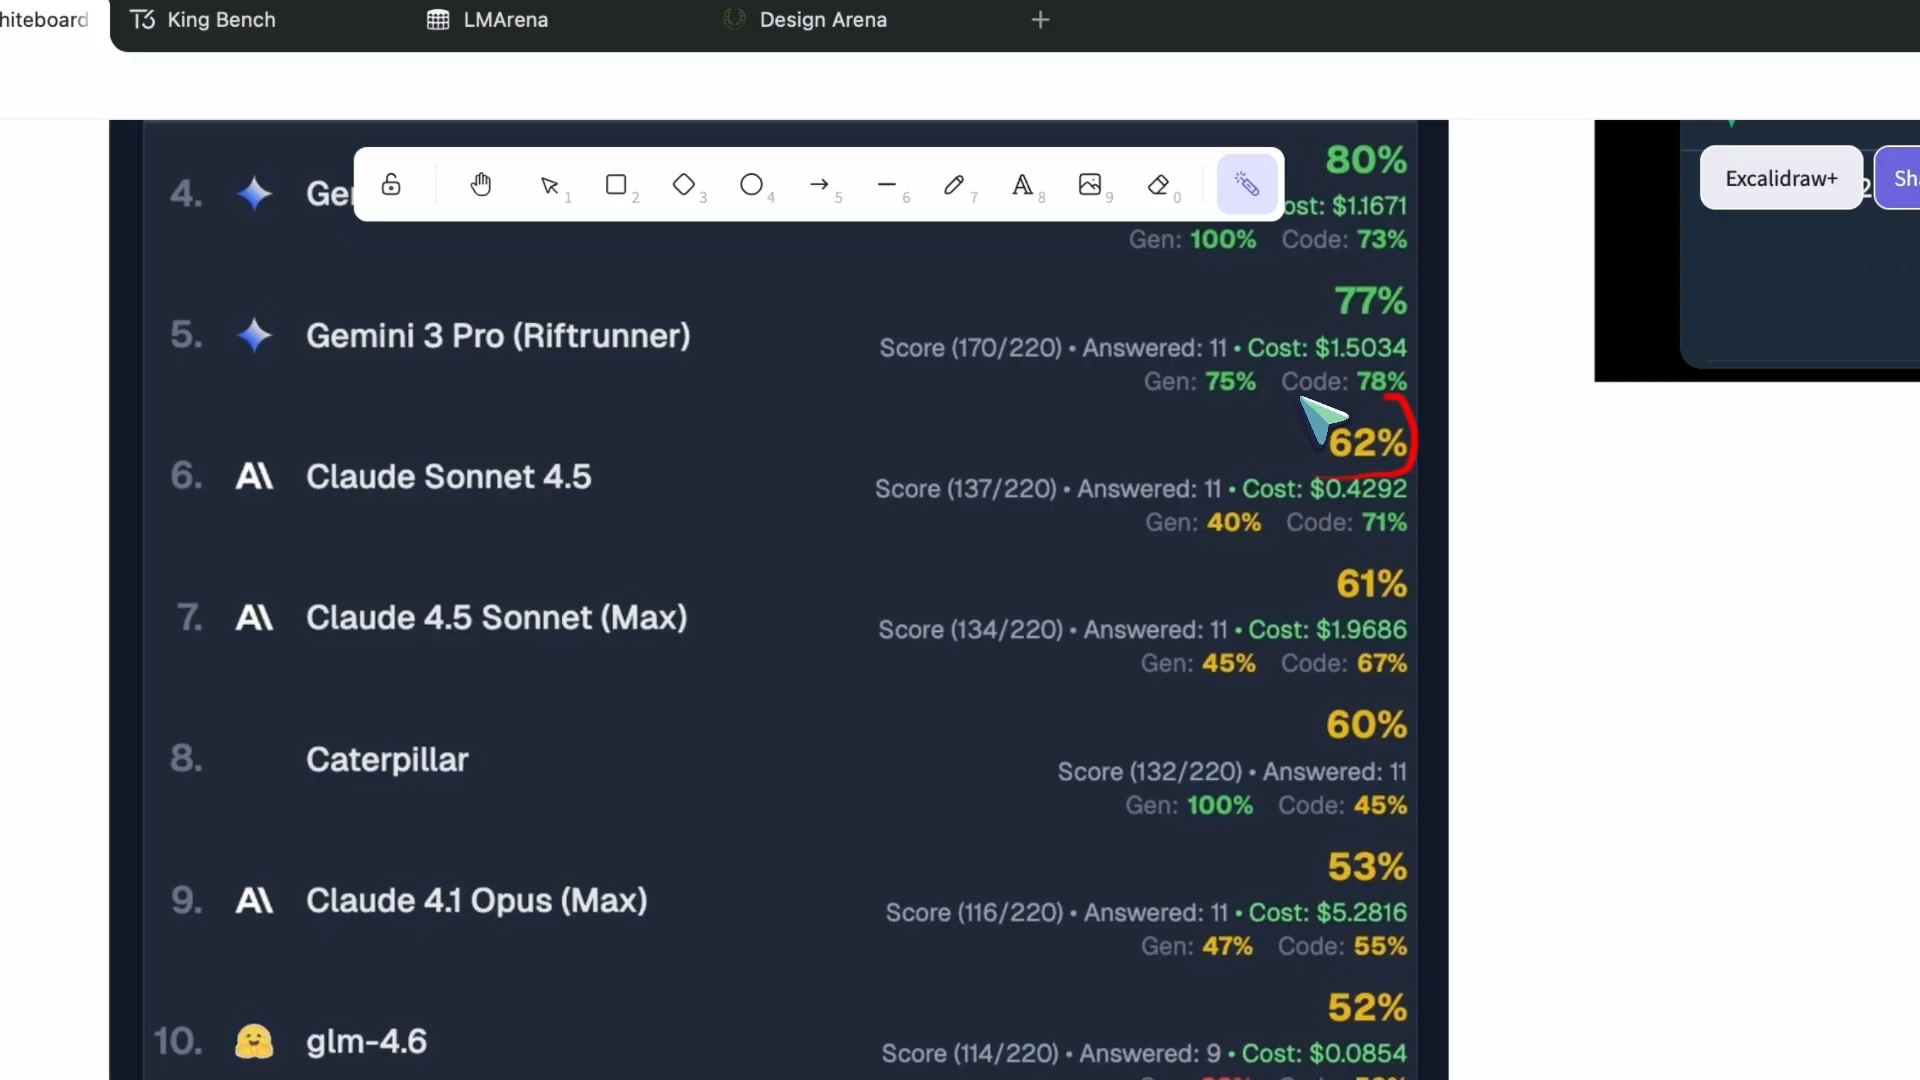 hiteboard King Bench LMArena Design Arena
1 2 3 4 5 6 7 8 9 0
Excalidraw+ 2 Sha
4. Ge 80%
ost: $1.1671
Gen: 100% Code: 73%
5. Gemini 3 Pro (Riftrunner) 77%
Score (170/220) • Answered: 11 • Cost: $1.5034
Gen: 75% Code: 78%
6. Claude Sonnet 4.5 62%
Score (137/220) • Answered: 11 • Cost: $0.4292
Gen: 40% Code: 71%
7. Claude 4.5 Sonnet (Max) 61%
Score (134/220) • Answered: 11 • Cost: $1.9686
Gen: 45% Code: 67%
8. Caterpillar 60%
Score (132/220) • Answered: 11
Gen: 100% Code: 45%
9. Claude 4.1 Opus (Max) 53%
Score (116/220) • Answered: 11 • Cost: $5.2816
Gen: 47% Code: 55%
10. glm-4.6 52%
Score (114/220) • Answered: 9 • Cost: $0.0854